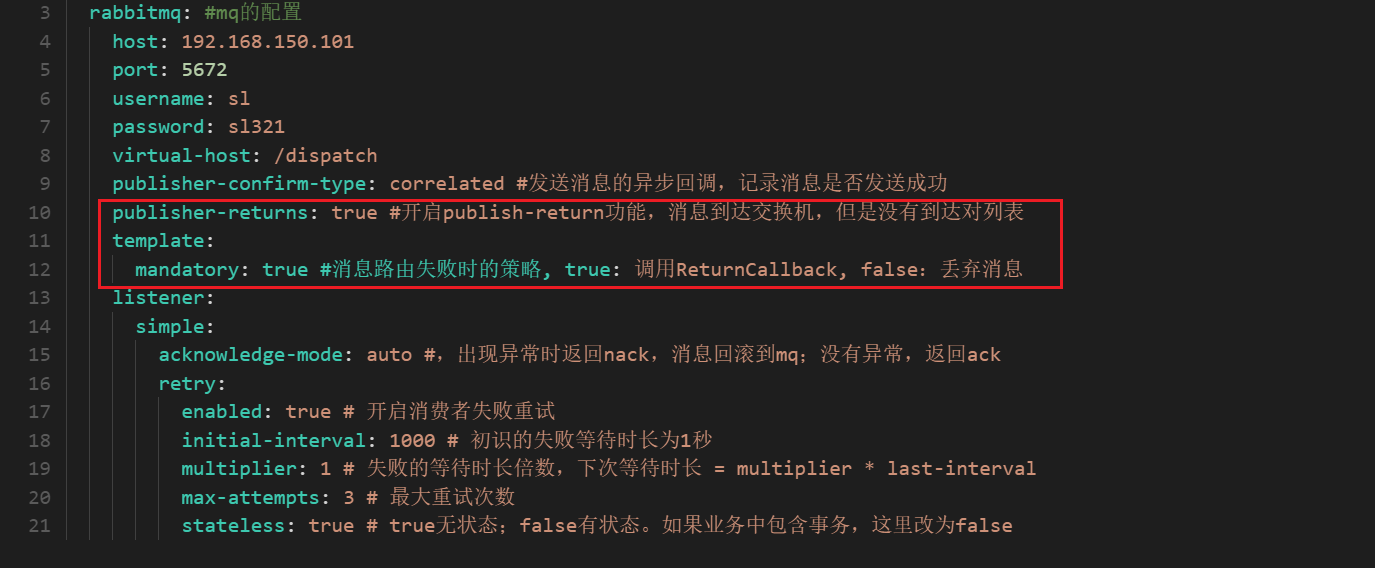 3 rabbitmq: #mq的配置
4 host: 192.168.150.101
5 port: 5672
6 username: sl
7 password: sl321
8 virtual-host: /dispatch
9 publisher-confirm-type: correlated #发送消息的异步回调，记录消息是否发送成功
10 publisher-returns: true #开启publish-return功能，消息到达交换机，但是没有到达对列表
11 template:
12 mandatory: true #消息路由失败时的策略, true: 调用ReturnCallback, false：丢弃消息
13 listener:
14 simple:
15 acknowledge-mode: auto #，出现异常时返回nack，消息回滚到mq；没有异常，返回ack
16 retry:
17 enabled: true # 开启消费者失败重试
18 initial-interval: 1000 # 初识的失败等待时长为1秒
19 multiplier: 1 # 失败的等待时长倍数，下次等待时长 = multiplier * last-interval
20 max-attempts: 3 # 最大重试次数
21 stateless: true # true无状态；false有状态。如果业务中包含事务，这里改为false